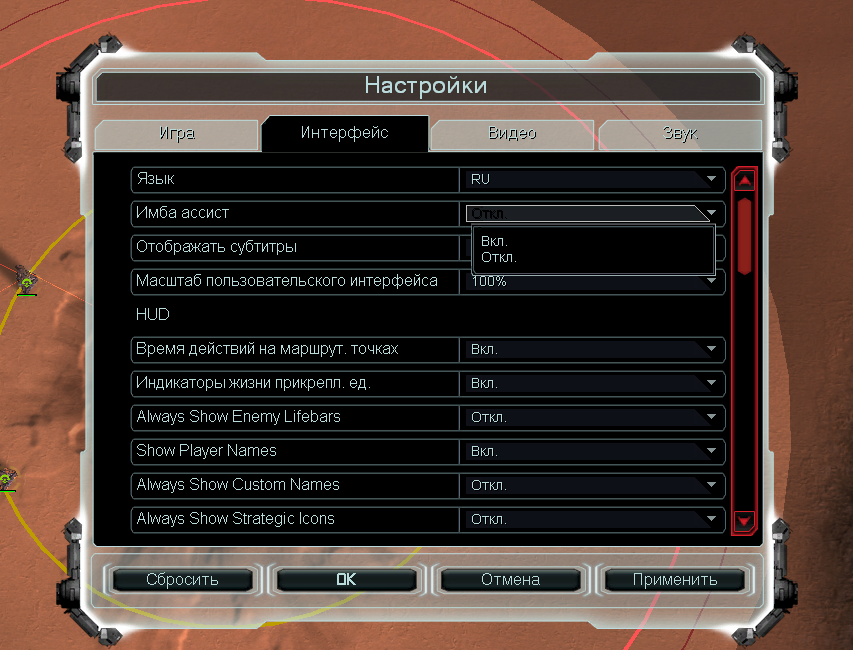 Настройки
Игра Интерфейс Видео Звук
Язык RU
Имба ассист Откл.
Вкл.
Отображать субтитры
Откл.
Масштаб пользовательского интерфейса 100%
HUD
Время действий на маршрут. точках Вкл.
Индикаторы жизни прикрепл. ед. Вкл.
Always Show Enemy Lifebars Откл.
Show Player Names Вкл.
Always Show Custom Names Откл.
Always Show Strategic Icons Откл.
Сбросить OK Отмена Применить